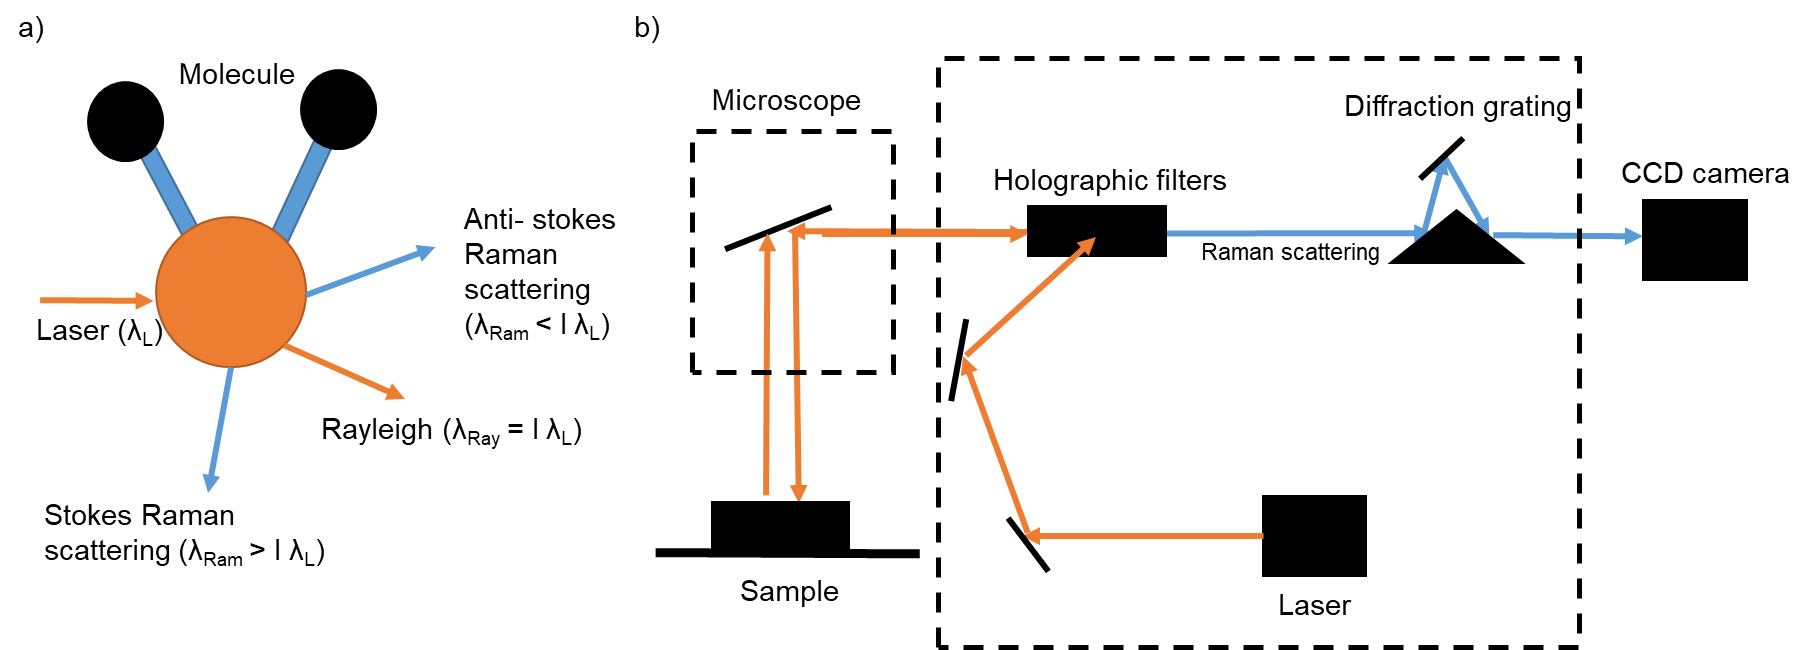 a)
Molecule
Anti- stokes
Raman
scattering
(λRam < l λL)
Laser (λL)
Rayleigh (λRay = l λL)
Stokes Raman
scattering (λRam > l λL)
b)
Microscope
Diffraction grating
CCD camera
Holographic filters
Raman scattering
Sample
Laser